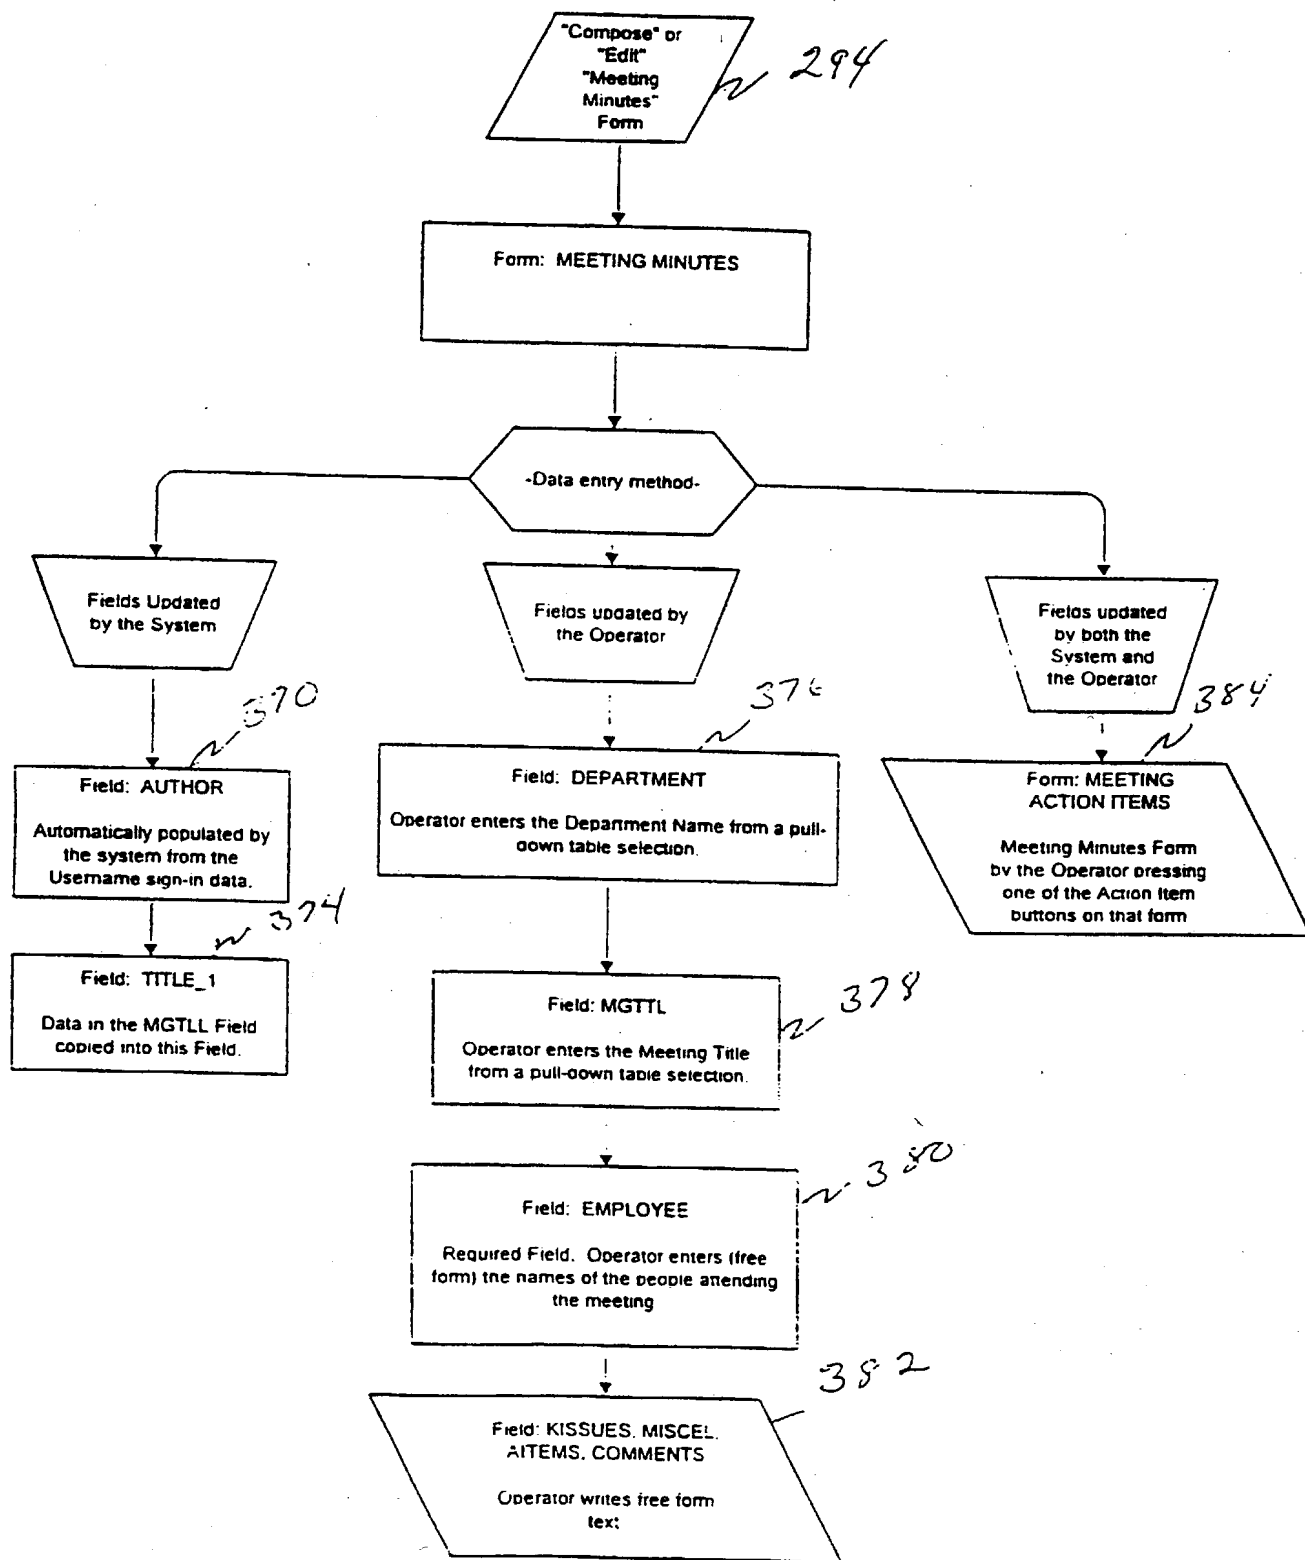 "Compose" or
"Edit"
"Meeting
Minutes"
Form
294
Form: MEETING MINUTES
-Data entry method-
Fields Updated
by the System
Fields updated by
the Operator
Fields updated
by both the
System and
the Operator
370
376
384
Field: AUTHOR
Automatically populated by
the system from the
Username sign-in data.
Field: DEPARTMENT
Operator enters the Department Name from a pull-
down table selection.
Form: MEETING
ACTION ITEMS
Meeting Minutes Form
by the Operator pressing
one of the Action Item
buttons on that form
374
Field: TITLE_1
Data in the MGTLL Field
copied into this Field.
Field: MGTTL
Operator enters the Meeting Title
from a pull-down table selection.
378
Field: EMPLOYEE
Required Field. Operator enters (free
form) the names of the people attending
the meeting
380
382
Field: KISSUES, MISCEL,
AITEMS, COMMENTS
Operator writes free form
text;